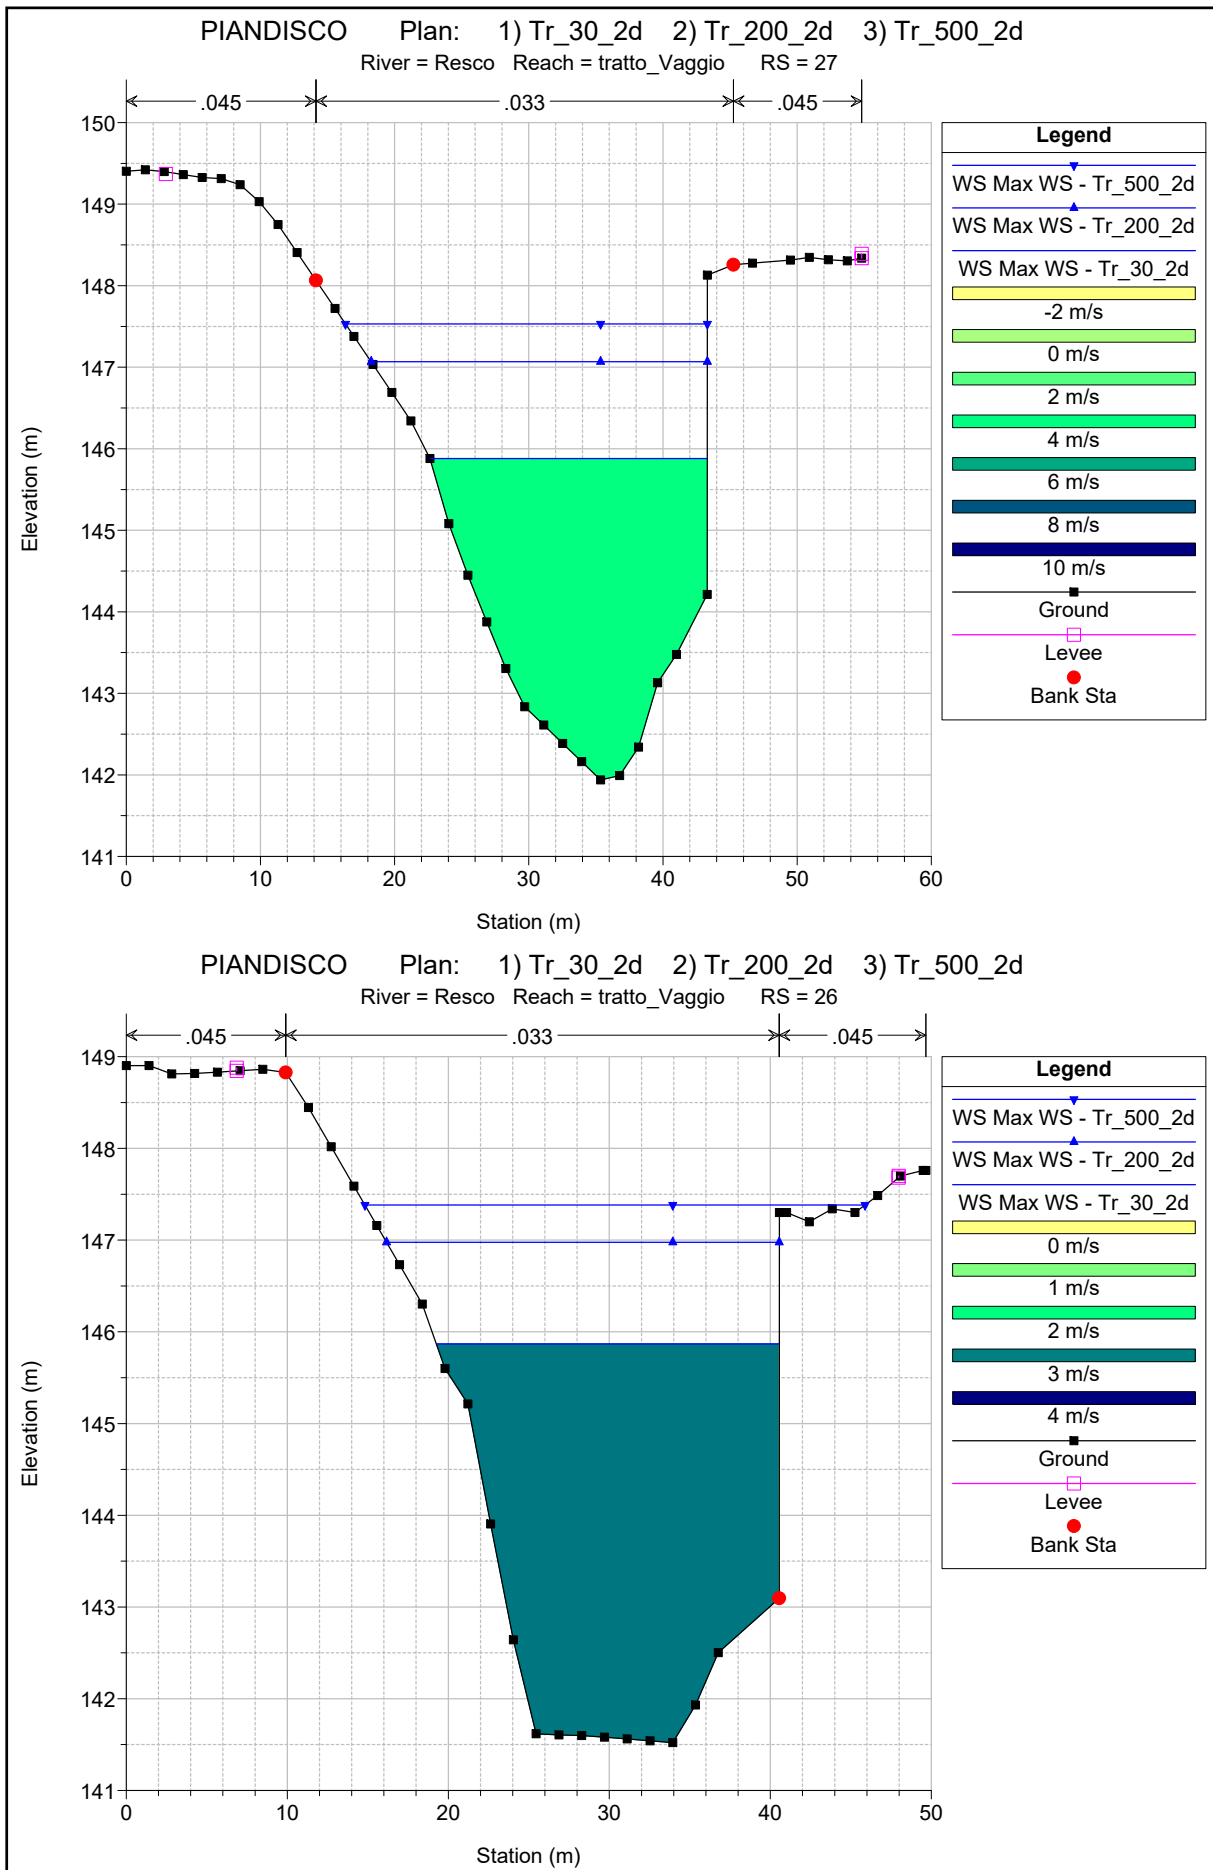 PIANDISCO Plan: 1) Tr_30_2d 2) Tr_200_2d 3) Tr_500_2d
River = Resco Reach = tratto_Vaggio RS = 27
.045 .033 .045
150
149
148
147
146
145
144
143
142
141
Elevation (m)
0 10 20 30 40 50 60
Station (m)
Legend
WS Max WS - Tr_500_2d
WS Max WS - Tr_200_2d
WS Max WS - Tr_30_2d
-2 m/s
0 m/s
2 m/s
4 m/s
6 m/s
8 m/s
10 m/s
Ground
Levee
Bank Sta
PIANDISCO Plan: 1) Tr_30_2d 2) Tr_200_2d 3) Tr_500_2d
River = Resco Reach = tratto_Vaggio RS = 26
.045 .033 .045
149
148
147
146
145
144
143
142
141
Elevation (m)
0 10 20 30 40 50
Station (m)
Legend
WS Max WS - Tr_500_2d
WS Max WS - Tr_200_2d
WS Max WS - Tr_30_2d
0 m/s
1 m/s
2 m/s
3 m/s
4 m/s
Ground
Levee
Bank Sta